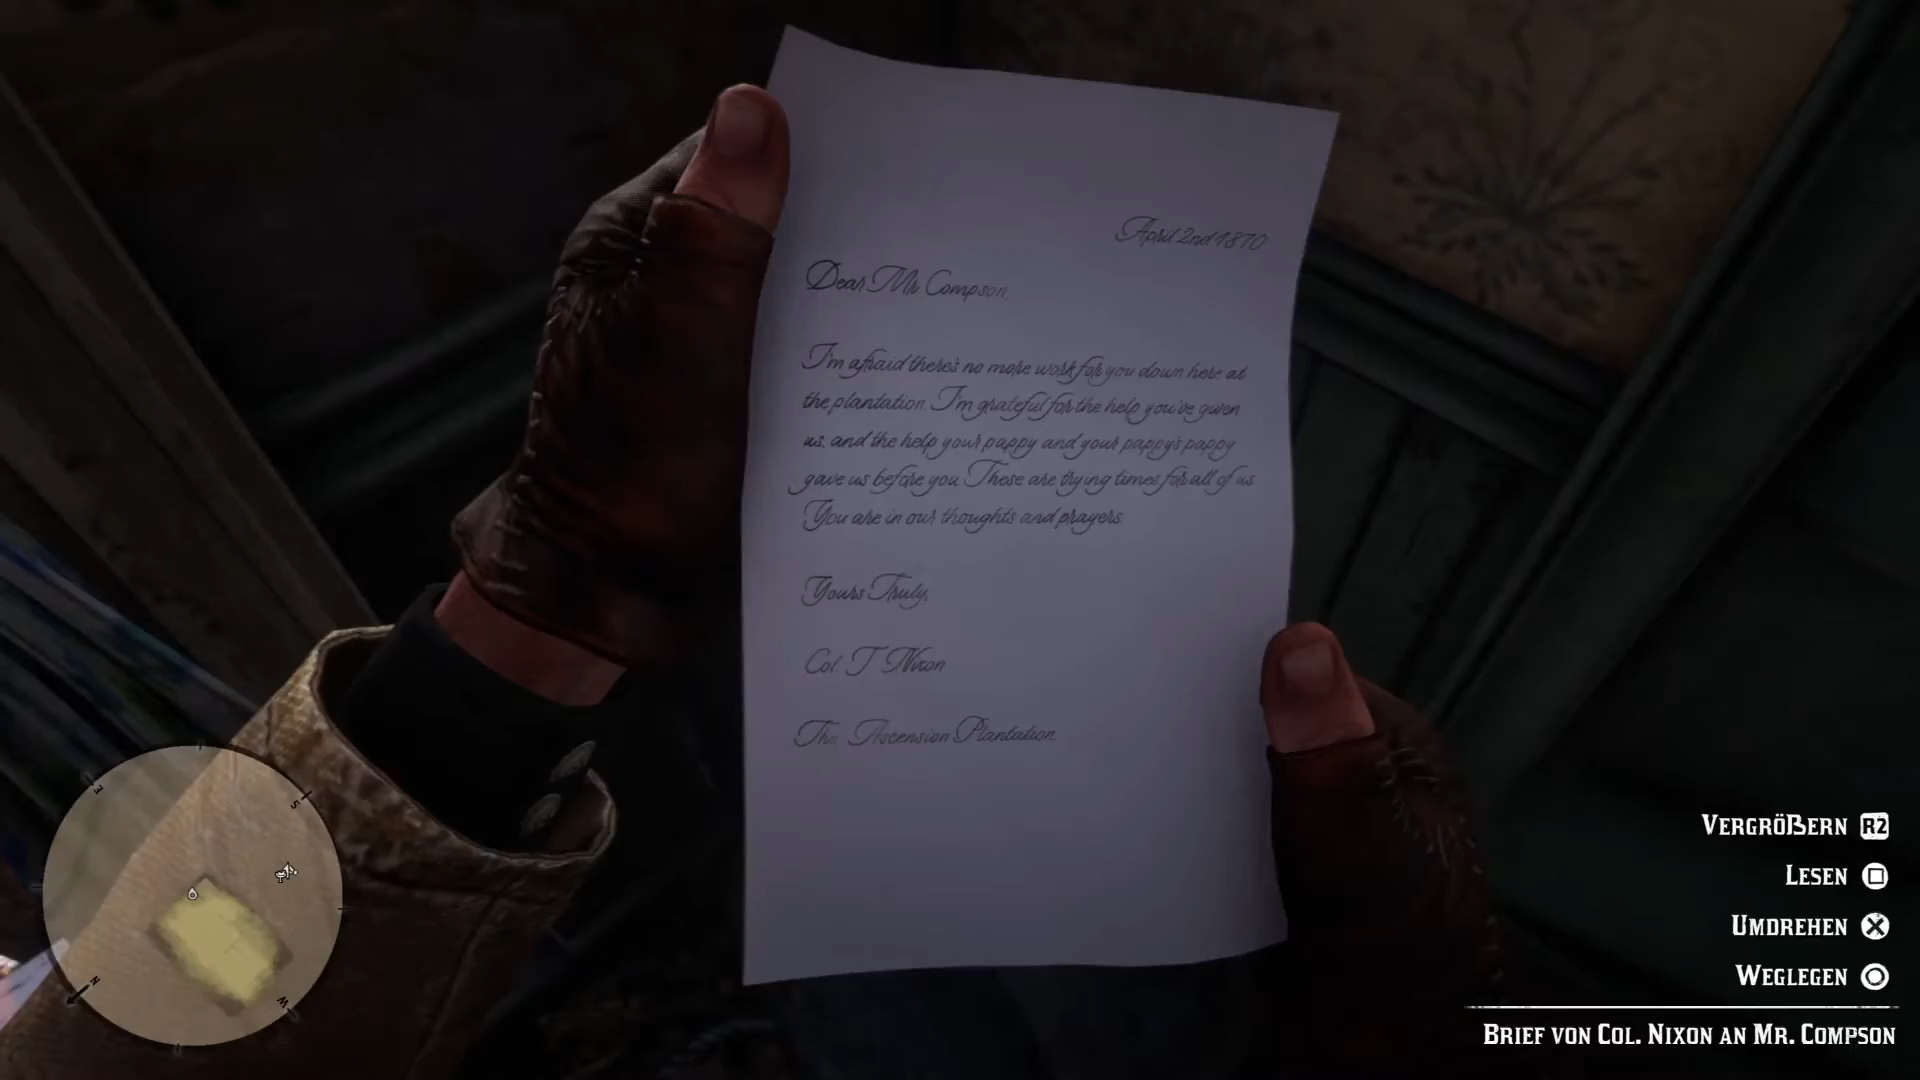 April 2nd 1870
Dear Mr Compson,
I'm afraid there's no more work for you down here at
the plantation. I'm grateful for the help you've given
us, and the help your pappy and your pappy's pappy
gave us before you. These are trying times for all of us.
You are in our thoughts and prayers.
Yours Truly,
Col. T Nixon
The Ascension Plantation
Vergrößern R2
Lesen
Umdrehen
Weglegen
Brief von Col. Nixon an Mr. Compson
E
S
N
W